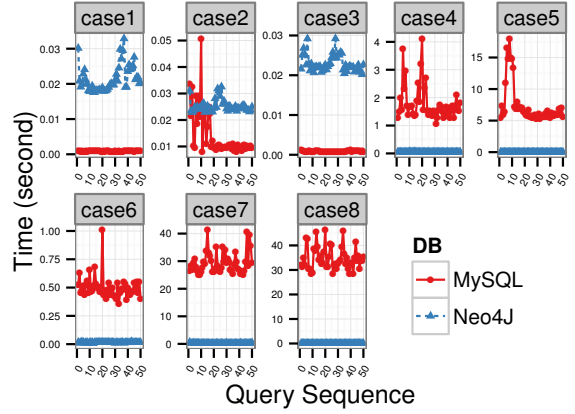 case1 case2 case3 case4 case5
0.03 0.02 0.01 0.00
0.05 0.04 0.03 0.02 0.01
0.03 0.02 0.01 0.00
4 3 2 1 0
15 10 5 0
0 10 20 30 40 50
0 10 20 30 40 50
0 10 20 30 40 50
0 10 20 30 40 50
0 10 20 30 40 50
Time (second)
case6 case7 case8
1.00 0.75 0.50 0.25 0.00
40 30 20 10 0
40 30 20 10 0
0 10 20 30 40 50
0 10 20 30 40 50
0 10 20 30 40 50
Query Sequence
DB
MySQL
Neo4J